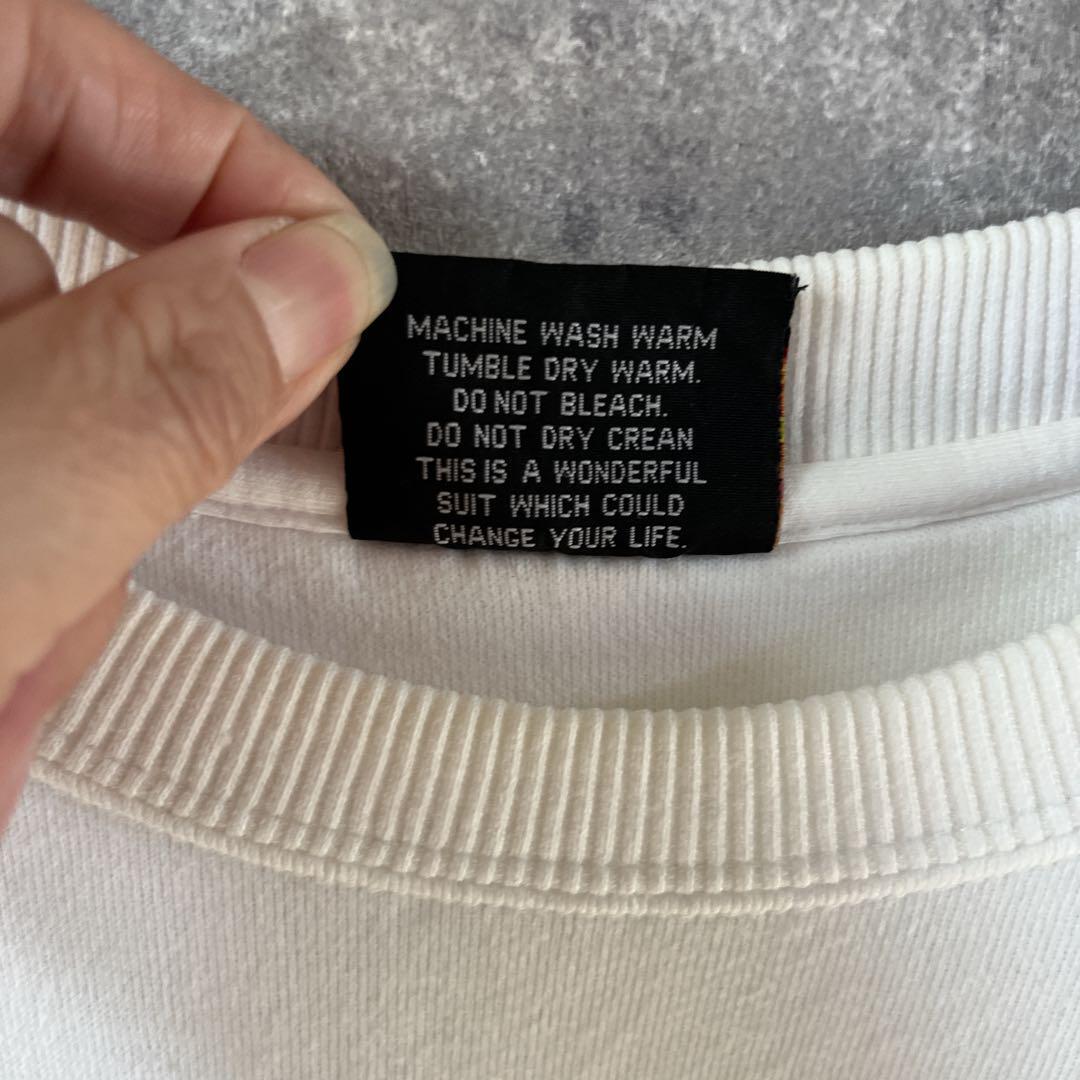 MACHINE WASH WARM
TUMBLE DRY WARM.
DO NOT BLEACH.
DO NOT DRY CREAN
THIS IS A WONDERFUL
SUIT WHICH COULD
CHANGE YOUR LIFE.